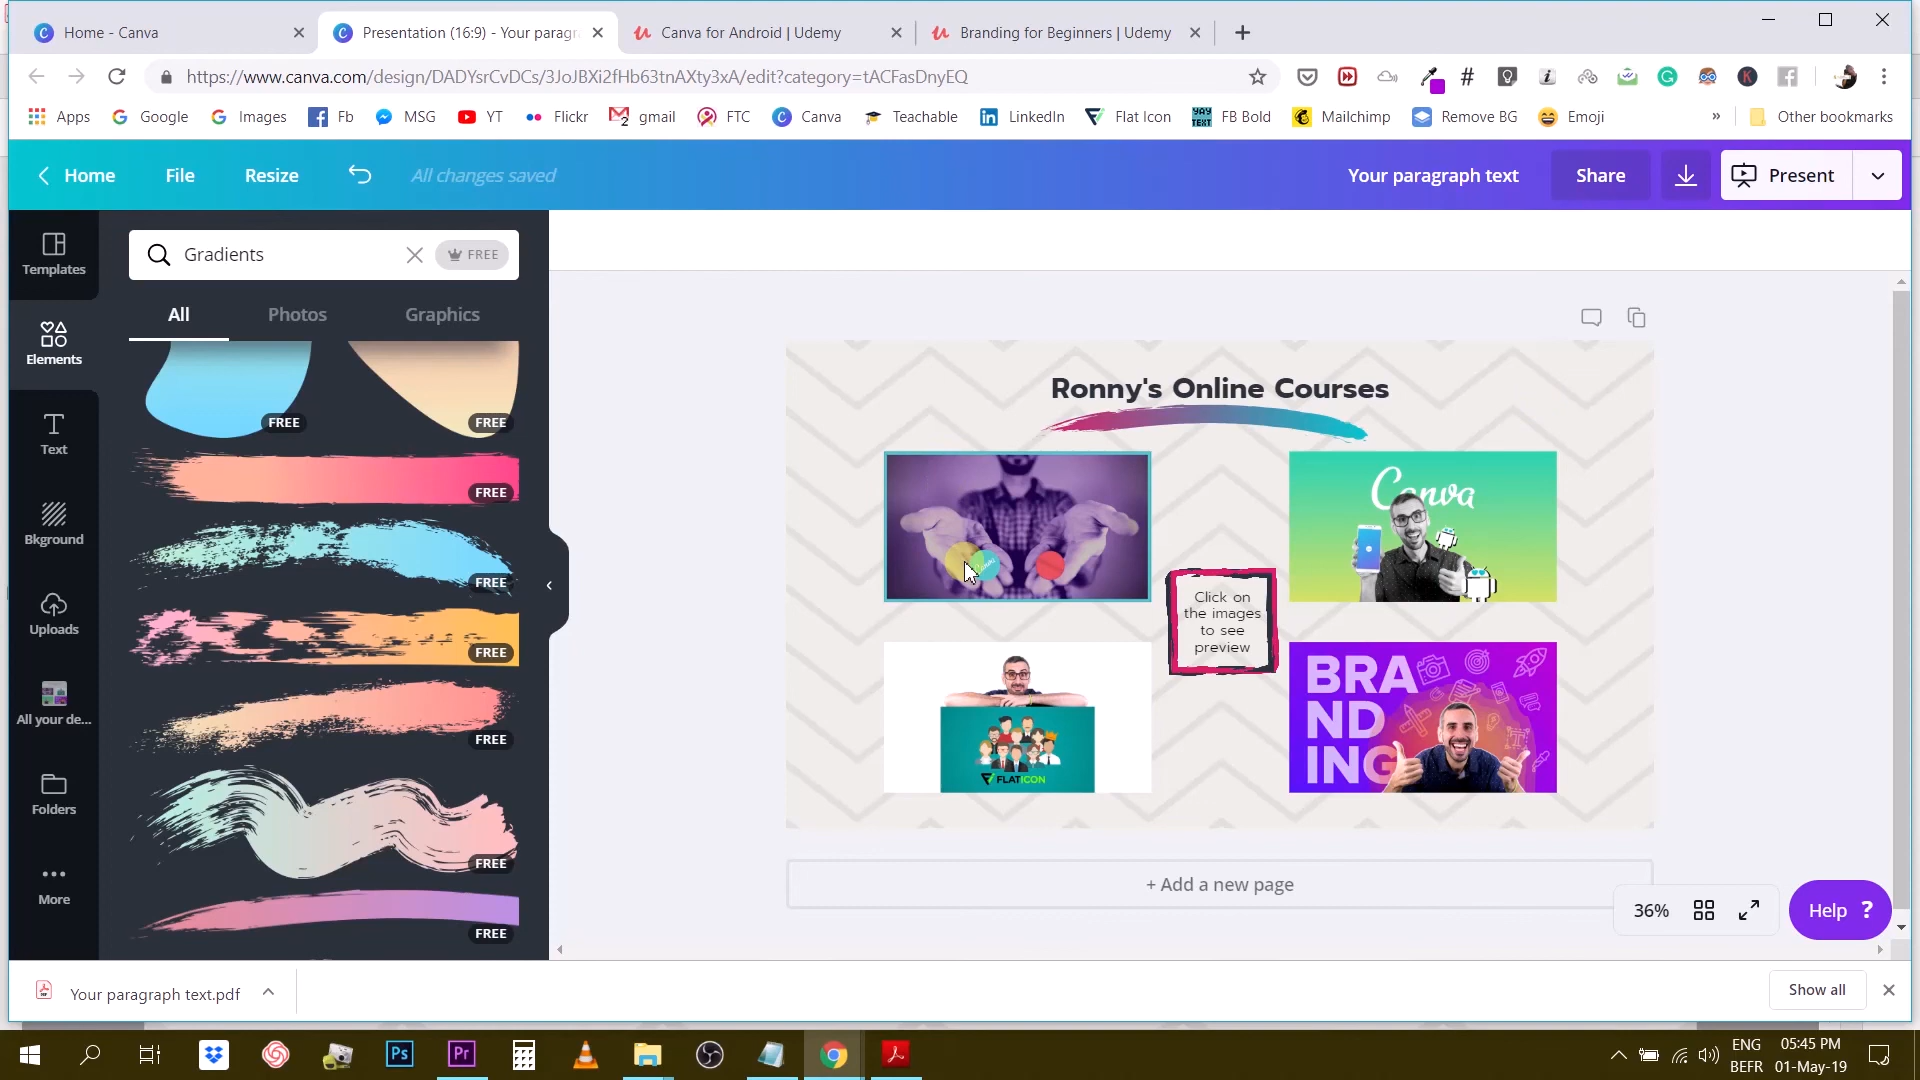 Home - Canva
Presentation (16:9) - Your paragr
Canva for Android | Udemy
Branding for Beginners | Udemy
https://www.canva.com/design/DADYsrCvDCs/3JoJBXi2fHb63tnAXty3xA/edit?category=tACFasDnyEQ
Apps
Google
Images
Fb
MSG
YT
Flickr
gmail
FTC
Canva
Teachable
LinkedIn
Flat Icon
YAY TEXT
FB Bold
Mailchimp
Remove BG
Emoji
»
Other bookmarks
Home
File
Resize
All changes saved
Your paragraph text
Share
Present
Templates
Elements
Text
Bkground
Uploads
All your de...
Folders
More
Gradients
FREE
All
Photos
Graphics
FREE
FREE
FREE
FREE
FREE
FREE
FREE
FREE
Ronny's Online Courses
Canva
Canva
Click on
the images
to see
preview
FLATICON
BRA
ND
ING
+ Add a new page
36%
Help ?
Your paragraph text.pdf
Show all
Ps
Pr
ENG
BEFR
05:45 PM
01-May-19